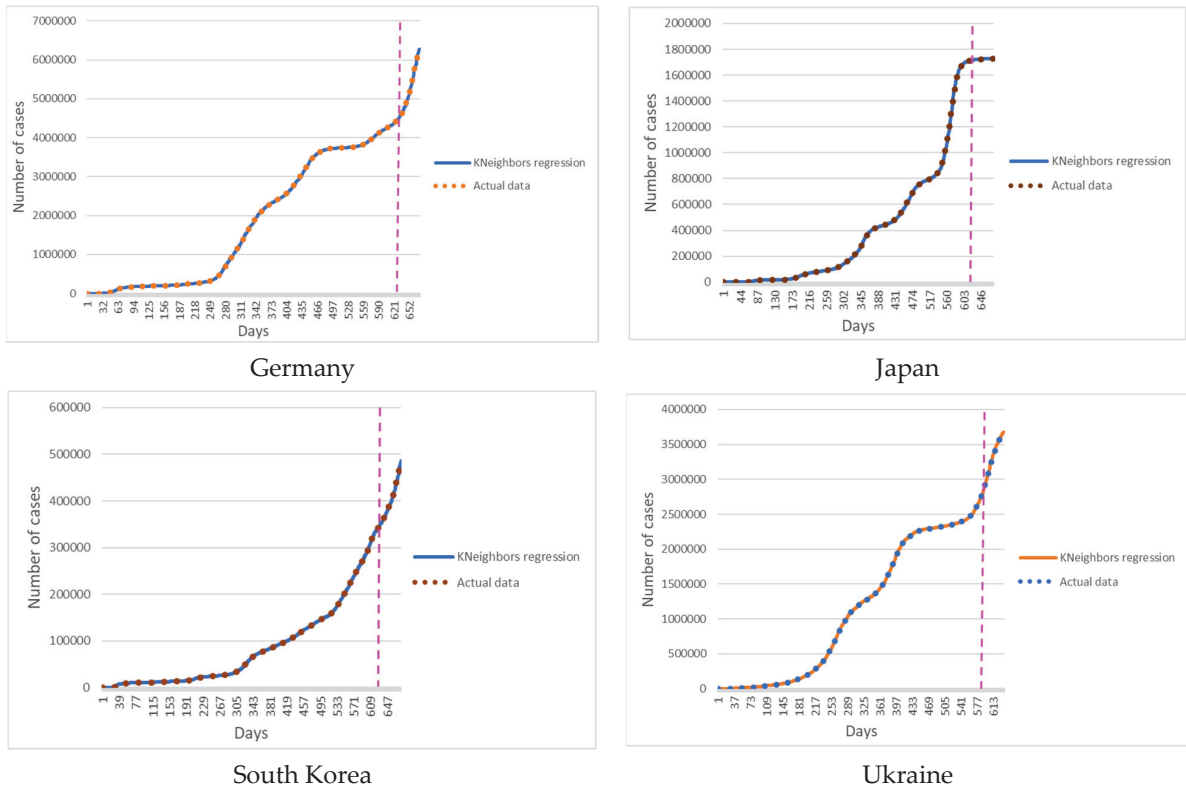 7000000
6000000
5000000
4000000
3000000
2000000
1000000
0
Number of cases
1 32 63 94 125 156 187 218 249 280 311 342 373 404 435 466 497 528 559 590 621 652
Days
KNeighbors regression
Actual data
Germany
2000000
1800000
1600000
1400000
1200000
1000000
800000
600000
400000
200000
0
Number of cases
1 44 87 130 173 216 259 302 345 388 431 474 517 560 603 646
Days
KNeighbors regression
Actual data
Japan
600000
500000
400000
300000
200000
100000
0
Number of cases
1 39 77 115 153 191 229 267 305 343 381 419 457 495 533 571 609 647
Days
KNeighbors regression
Actual data
South Korea
4000000
3500000
3000000
2500000
2000000
1500000
1000000
500000
0
Number of cases
1 37 73 109 145 181 217 253 289 325 361 397 433 469 505 541 577 613
Days
KNeighbors regression
Actual data
Ukraine